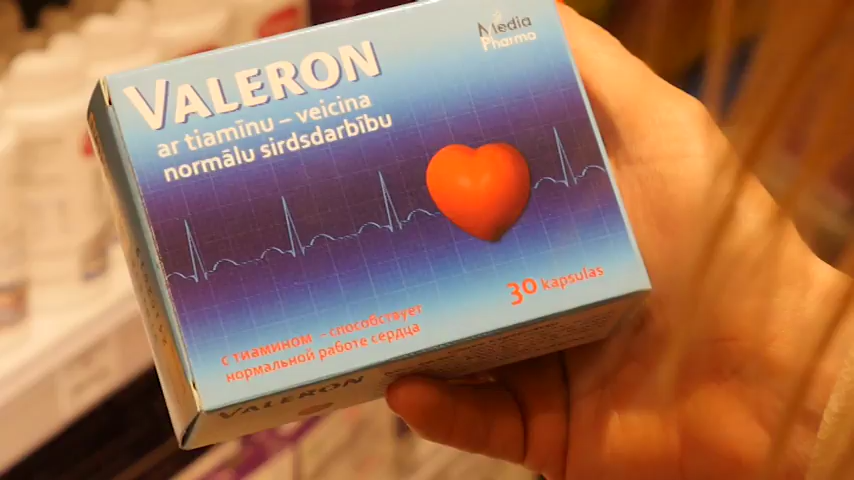 Media
Pharma
VALERON
ar tiamīnu – veicina
normālu sirdsdarbību
30 kapsulas
с тиамином - способствует
нормальной работе сердца
VALERON